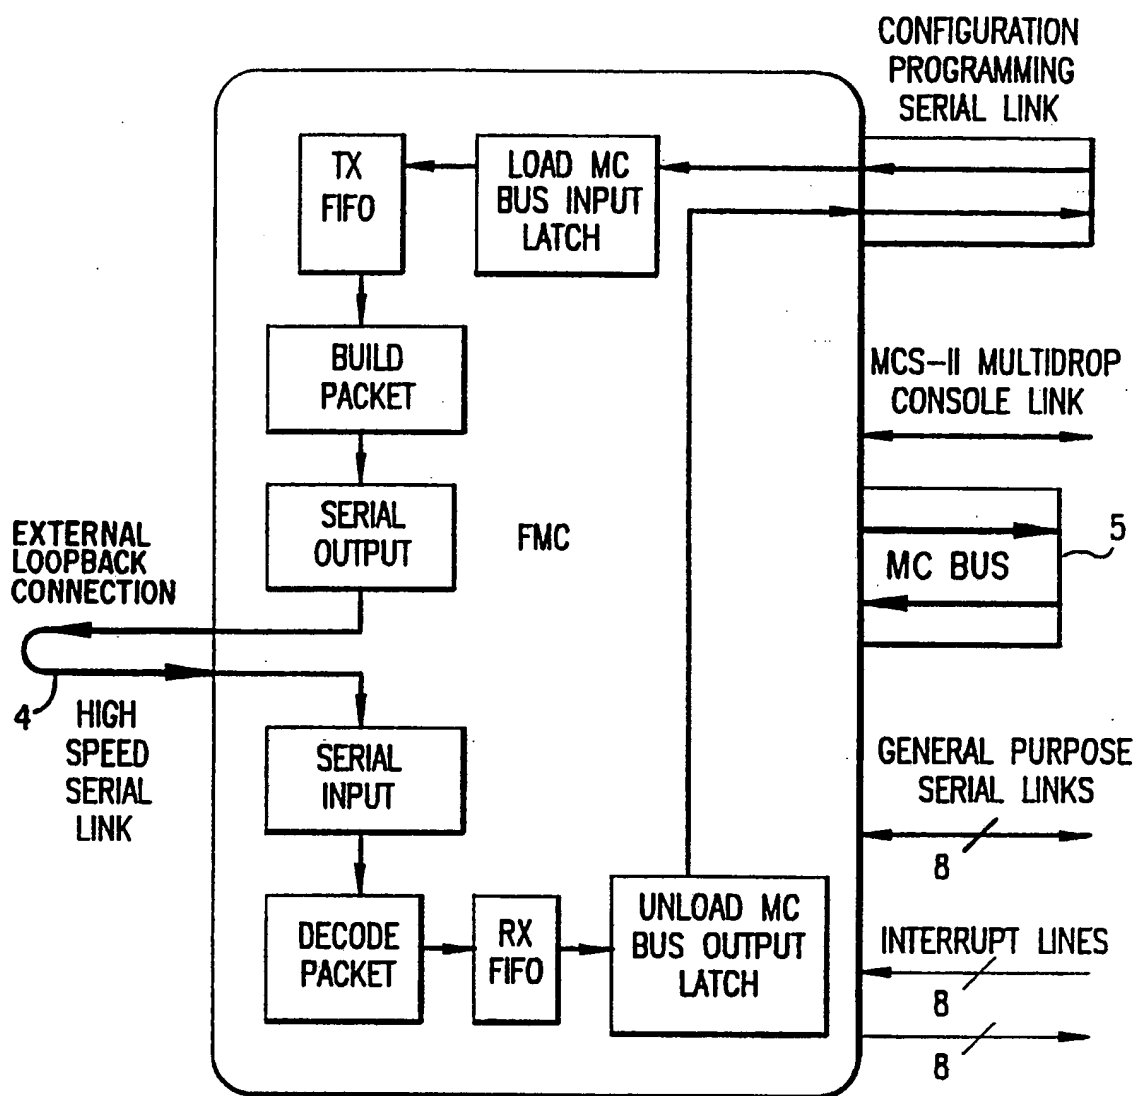 CONFIGURATION
PROGRAMMING
SERIAL LINK
TX
FIFO
LOAD MC
BUS INPUT
LATCH
BUILD
PACKET
MCS-II MULTIDROP
CONSOLE LINK
SERIAL
OUTPUT
FMC
EXTERNAL
LOOPBACK
CONNECTION
MC BUS
5
4
HIGH
SPEED
SERIAL
LINK
SERIAL
INPUT
GENERAL PURPOSE
SERIAL LINKS
8
DECODE
PACKET
RX
FIFO
UNLOAD MC
BUS OUTPUT
LATCH
INTERRUPT LINES
8
8